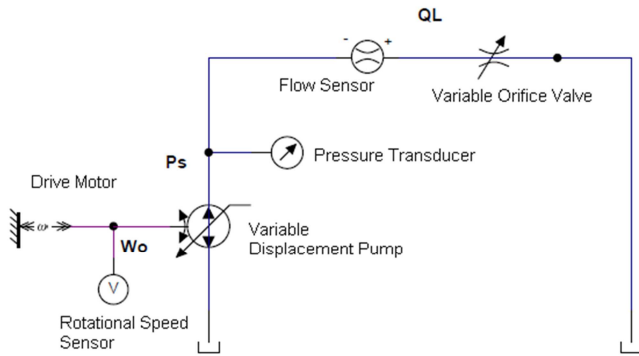 QL
- +
Flow Sensor
Variable Orifice Valve
Ps
Pressure Transducer
Drive Motor
ω
Wo
Variable
Displacement Pump
V
Rotational Speed
Sensor